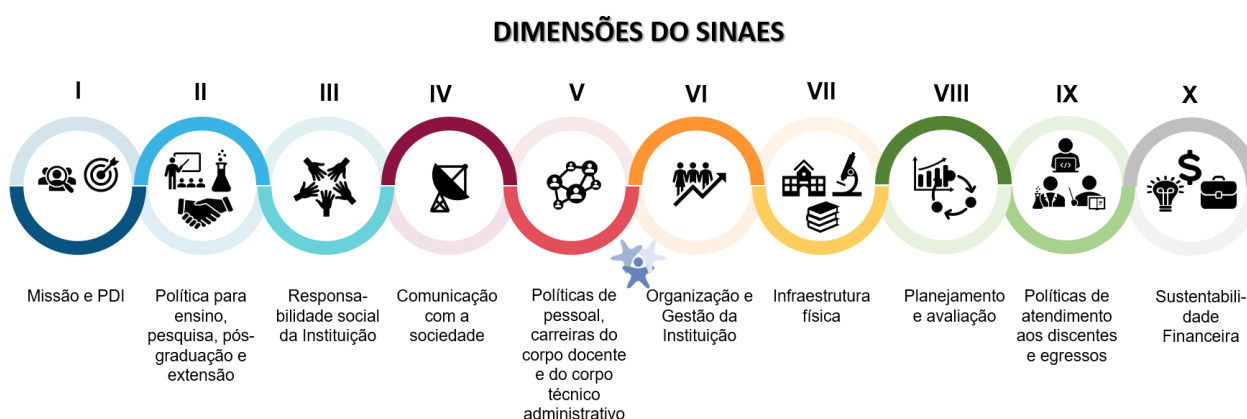 DIMENSÕES DO SINAES
I
II
III
IV
V
VI
VII
VIII
IX
X
Missão e PDI
Política para
ensino,
pesquisa, pós-
graduação e
extensão
Responsa-
bilidade social
da Instituição
Comunicação
com a
sociedade
Políticas de
pessoal,
carreiras do
corpo docente
e do corpo
técnico
administrativo
Organização e
Gestão da
Instituição
Infraestrutura
física
Planejamento
e avaliação
Políticas de
atendimento
aos discentes
e egressos
Sustentabili-
dade
Financeira